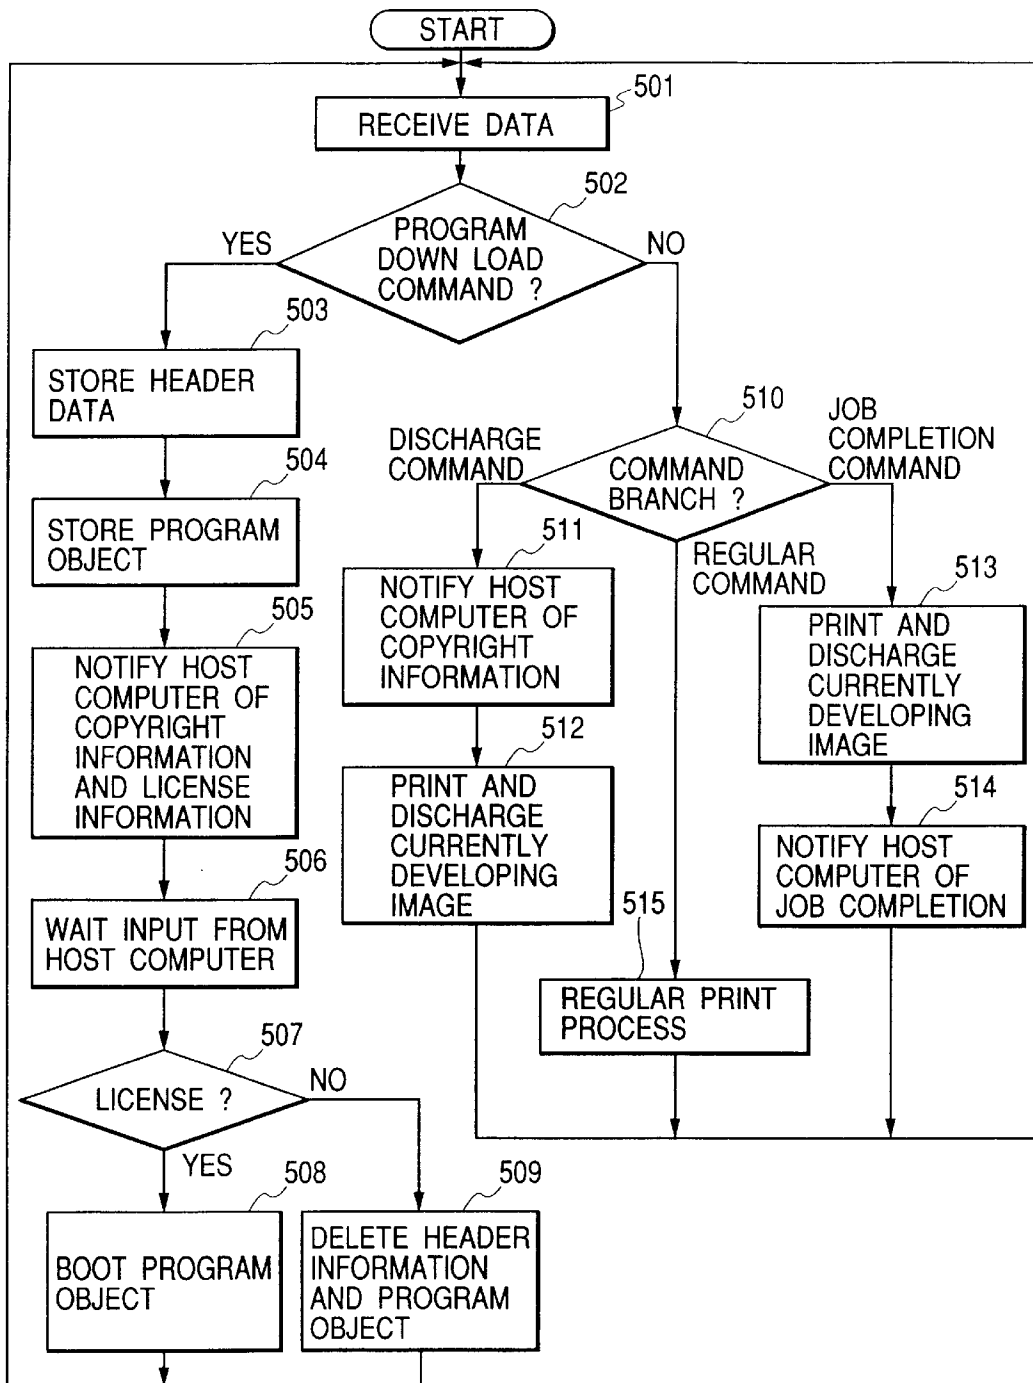 START
501
RECEIVE DATA
502
PROGRAM
DOWN LOAD
COMMAND ?
YES
NO
503
STORE HEADER
DATA
504
STORE PROGRAM
OBJECT
505
NOTIFY HOST
COMPUTER OF
COPYRIGHT
INFORMATION
AND LICENSE
INFORMATION
506
WAIT INPUT FROM
HOST COMPUTER
507
LICENSE ?
NO
YES
508
BOOT PROGRAM
OBJECT
509
DELETE HEADER
INFORMATION
AND PROGRAM
OBJECT
510
COMMAND
BRANCH ?
DISCHARGE
COMMAND
JOB
COMPLETION
COMMAND
REGULAR
COMMAND
511
NOTIFY HOST
COMPUTER OF
COPYRIGHT
INFORMATION
512
PRINT AND
DISCHARGE
CURRENTLY
DEVELOPING
IMAGE
513
PRINT AND
DISCHARGE
CURRENTLY
DEVELOPING
IMAGE
514
NOTIFY HOST
COMPUTER OF
JOB COMPLETION
515
REGULAR PRINT
PROCESS